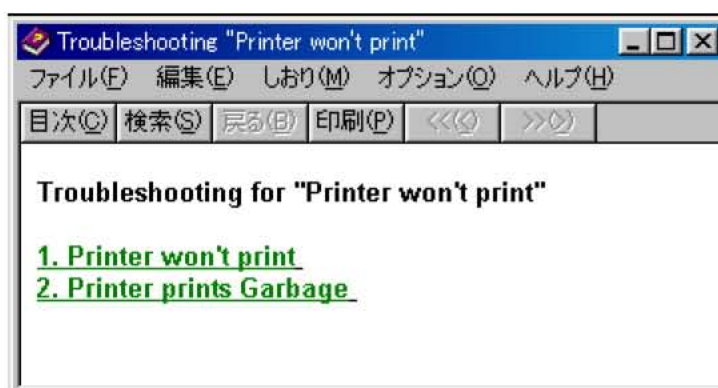 Troubleshooting "Printer won't print"
ファイル(F) 編集(E) しおり(M) オプション(O) ヘルプ(H)
目次(C) 検索(S) 戻る(B) 印刷(P) <<(<) >>(>)
Troubleshooting for "Printer won't print"
1. Printer won't print
2. Printer prints Garbage